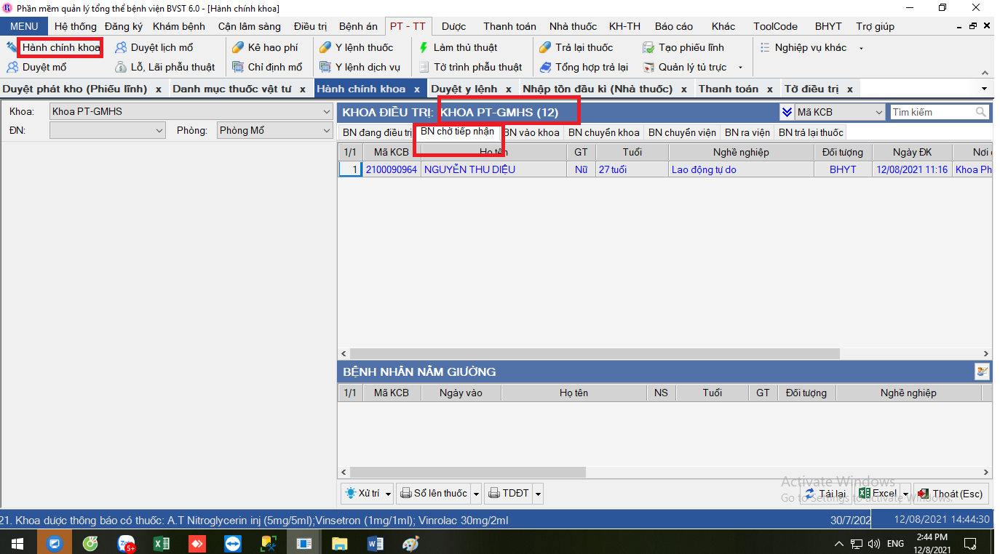 Phần mềm quản lý tổng thể bệnh viện BVST 6.0 - [Hành chính khoa]
MENU Hệ thống Đăng ký Khám bệnh Cận lâm sàng Điều trị Bệnh án PT - TT Dược Thanh toán Nhà thuốc KH-TH Báo cáo Khác ToolCode BHYT Trợ giúp
Hành chính khoa Duyệt lịch mổ Kê hao phí Y lệnh thuốc Làm thủ thuật Trả lại thuốc Tạo phiếu lĩnh Nghiệp vụ khác
Duyệt mổ Lỗ, Lãi phẫu thuật Chỉ định mổ Y lệnh dịch vụ Tờ trình phẫu thuật Tổng hợp trả lại Quản lý tủ trực
Duyệt phát kho (Phiếu lĩnh) x Danh mục thuốc vật tư x Hành chính khoa x Duyệt y lệnh x Nhập tồn đầu kì (Nhà thuốc) x Thanh toán x Tờ điều trị x
Khoa: Khoa PT-GMHS KHOA ĐIỀU TRỊ: KHOA PT-GMHS (12) Mã KCB Tìm kiếm
ĐN: Phòng: Phòng Mổ BN đang điều trị BN chờ tiếp nhận BN vào khoa BN chuyển khoa BN chuyển viện BN ra viện BN trả lại thuốc
1/1 Mã KCB Họ tên GT Tuổi Nghề nghiệp Đối tượng Ngày ĐK Nơi
1 2100090964 NGUYỄN THU DIỆU Nữ 27 tuổi Lao động tự do BHYT 12/08/2021 11:16 Khoa Ph
BỆNH NHÂN NẰM GIƯỜNG
1/1 Mã KCB Ngày vào Họ tên NS Tuổi GT Đối tượng Nghề nghiệp
Activate Windows
Go to Settings to activate Windows.
Xử trí Sổ lên thuốc TDĐT Tải lại Excel Thoát (Esc)
21. Khoa dược thông báo có thuốc: A.T Nitroglycerin inj (5mg/5ml);Vinsetron (1mg/1ml); Vinrolac 30mg/2ml 30/7/202 12/08/2021 14:44:30
5+ ENG 2:44 PM
12/8/2021